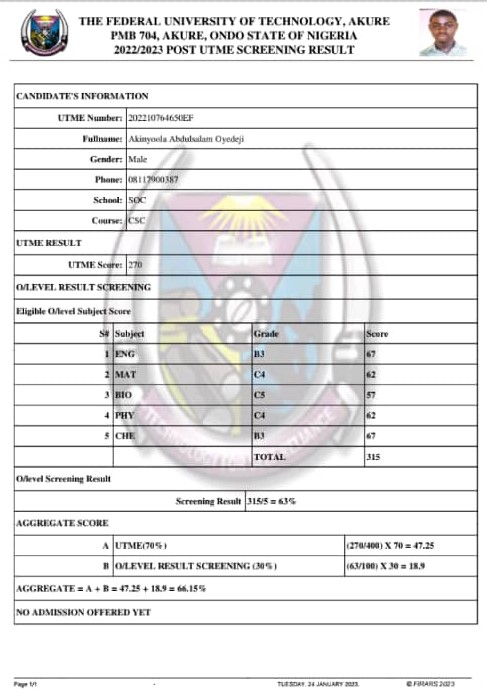 THE FEDERAL UNIVERSITY OF TECHNOLOGY, AKURE
PMB 704, AKURE, ONDO STATE OF NIGERIA
2022/2023 POST UTME SCREENING RESULT
CANDIDATE'S INFORMATION
UTME Number: 202210764650EF
Fullname: Akinyoola Abdulsalam Oyedeji
Gender: Male
Phone: 08117900387
School: SOC
Course: CSC
UTME RESULT
UTME Score: 270
O/LEVEL RESULT SCREENING
Eligible O/level Subject Score
S# Subject Grade Score
1 ENG B3 67
2 MAT C4 62
3 BIO C5 57
4 PHY C4 62
5 CHE B3 67
TOTAL 315
O/level Screening Result
Screening Result 315/5 = 63%
AGGREGATE SCORE
A UTME(70%) (270/400) X 70 = 47.25
B O/LEVEL RESULT SCREENING (30%) (63/100) X 30 = 18.9
AGGREGATE = A + B = 47.25 + 18.9 = 66.15%
NO ADMISSION OFFERED YET
Page 1/1 - TUESDAY, 24 JANUARY 2023. © FIRARS 2023